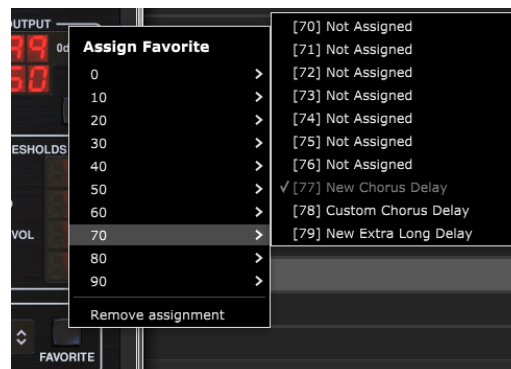 OUTPUT
0d
ESHOLDS
VOL
FAVORITE
Assign Favorite
0
10
20
30
40
50
60
70
80
90
Remove assignment
[70] Not Assigned
[71] Not Assigned
[72] Not Assigned
[73] Not Assigned
[74] Not Assigned
[75] Not Assigned
[76] Not Assigned
✓ [77] New Chorus Delay
[78] Custom Chorus Delay
[79] New Extra Long Delay